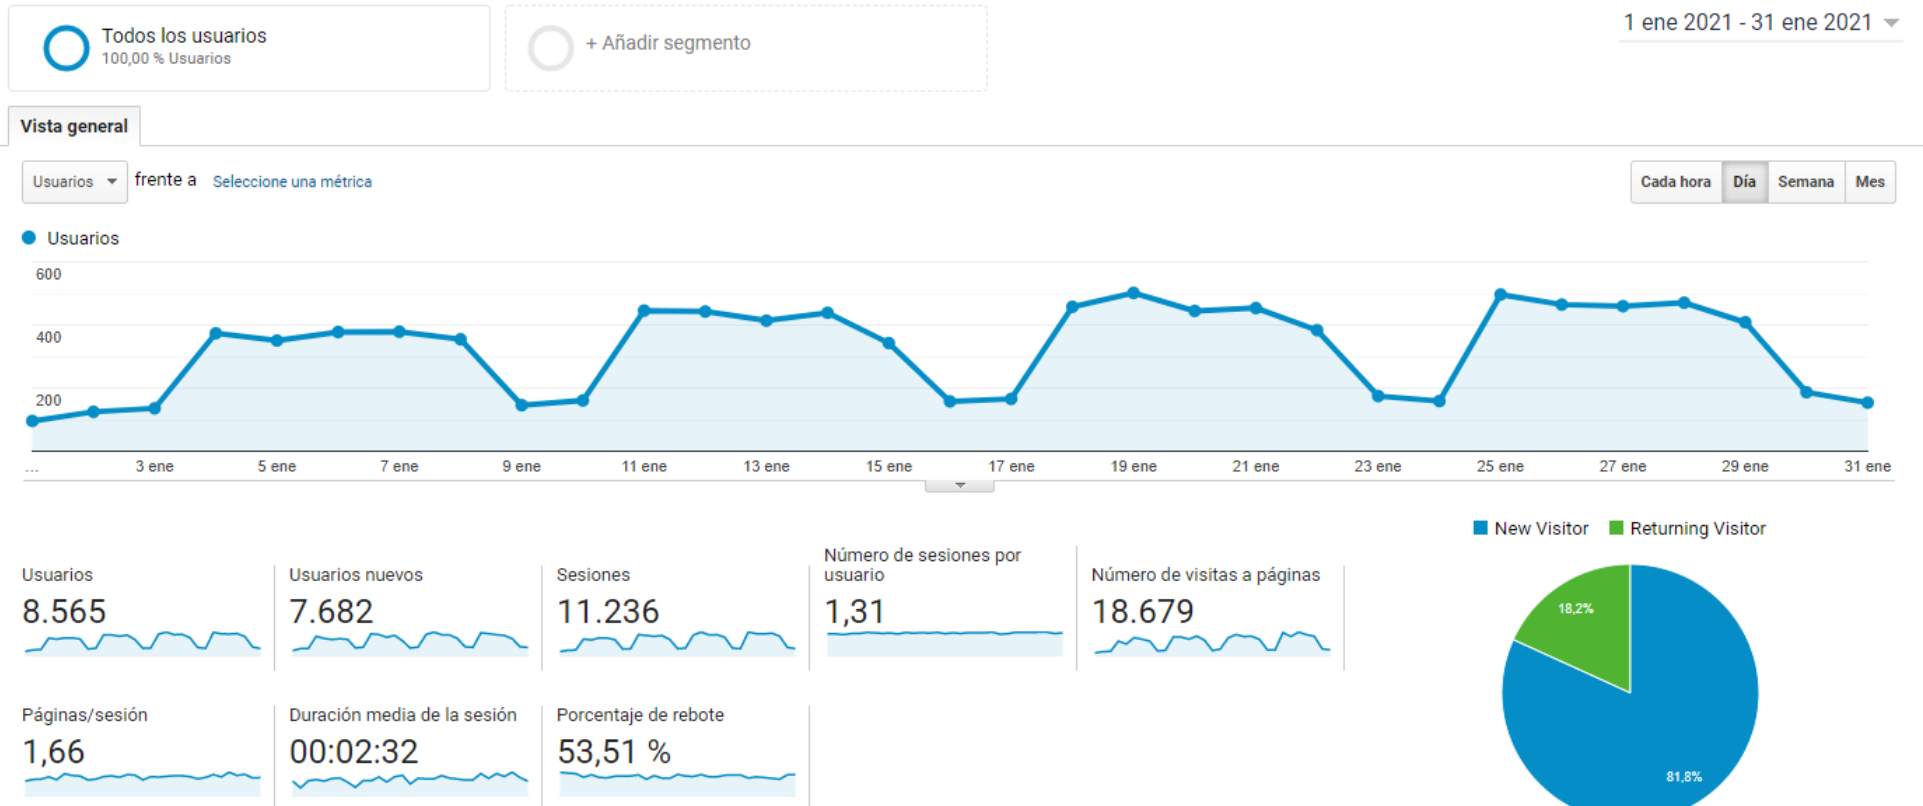 Todos los usuarios
100,00 % Usuarios
+ Añadir segmento
1 ene 2021 - 31 ene 2021
Vista general
Usuarios
frente a
Seleccione una métrica
Cada hora
Día
Semana
Mes
Usuarios
600
400
200
...
3 ene
5 ene
7 ene
9 ene
11 ene
13 ene
15 ene
17 ene
19 ene
21 ene
23 ene
25 ene
27 ene
29 ene
31 ene
New Visitor
Returning Visitor
Usuarios
8.565
Usuarios nuevos
7.682
Sesiones
11.236
Número de sesiones por
usuario
1,31
Número de visitas a páginas
18.679
18,2%
81,8%
Páginas/sesión
1,66
Duración media de la sesión
00:02:32
Porcentaje de rebote
53,51 %